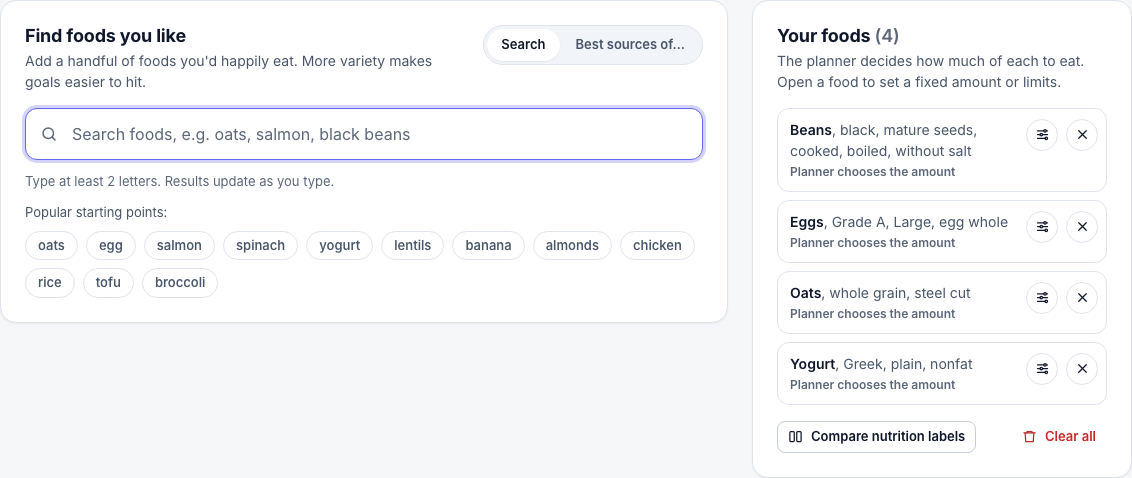 Find foods you like
Search
Best sources of...
Add a handful of foods you'd happily eat. More variety makes
goals easier to hit.
Search foods, e.g. oats, salmon, black beans
Type at least 2 letters. Results update as you type.
Popular starting points:
oats
egg
salmon
spinach
yogurt
lentils
banana
almonds
chicken
rice
tofu
broccoli
Your foods (4)
The planner decides how much of each to eat.
Open a food to set a fixed amount or limits.
Beans, black, mature seeds,
cooked, boiled, without salt
Planner chooses the amount
Eggs, Grade A, Large, egg whole
Planner chooses the amount
Oats, whole grain, steel cut
Planner chooses the amount
Yogurt, Greek, plain, nonfat
Planner chooses the amount
Compare nutrition labels
Clear all